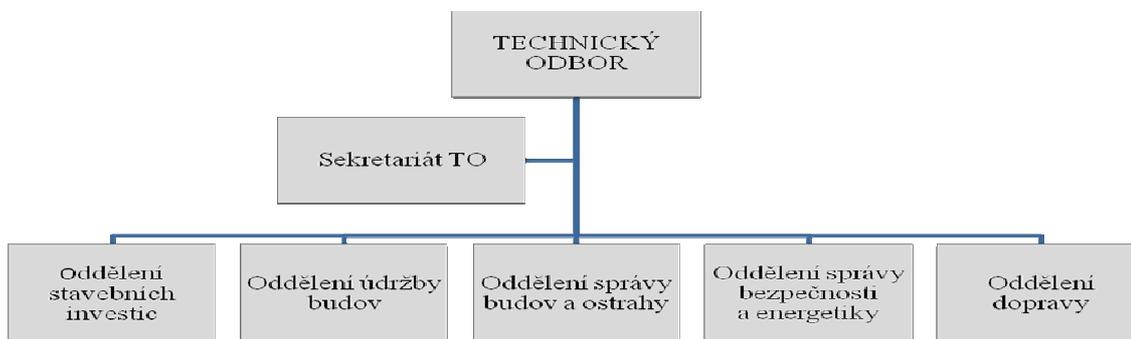 TECHNICKÝ
ODBOR
Sekretariát TO
Oddělení
stavebních
investic
Oddělení údržby
budov
Oddělení správy
budov a ostrahy
Oddělení správy
bezpečnosti
a energetiky
Oddělení
dopravy